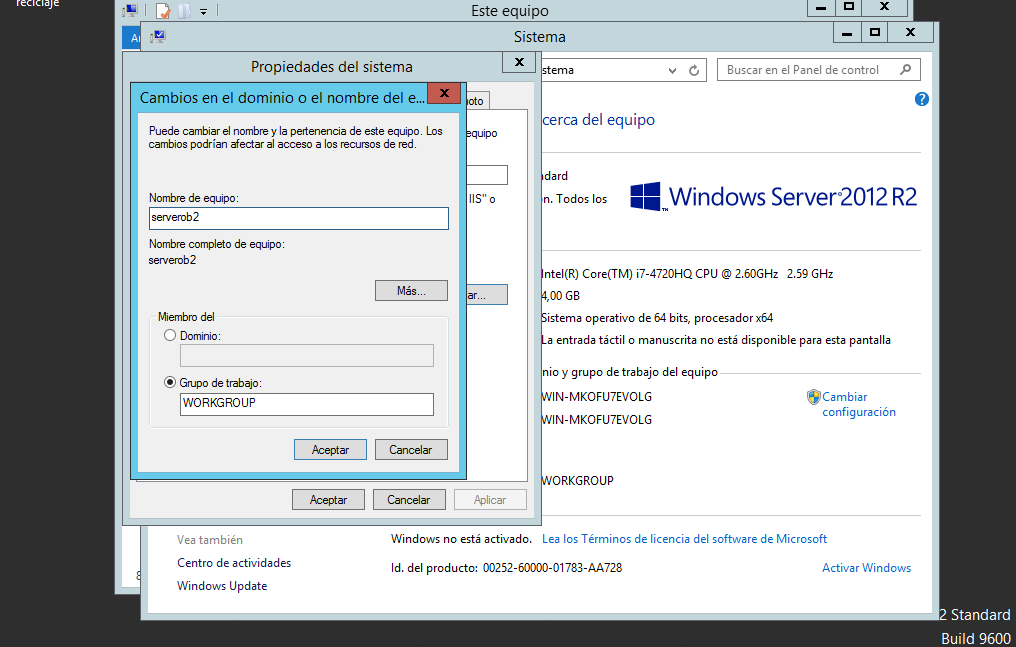 reciclaje
Este equipo
Sistema
Propiedades del sistema
stema
Buscar en el Panel de control
Cambios en el dominio o el nombre del e...
oto
Puede cambiar el nombre y la pertenencia de este equipo. Los
cambios podrían afectar al acceso a los recursos de red.
equipo
cerca del equipo
Nombre de equipo:
serverob2
IIS" o
dard
n. Todos los
Windows Server 2012 R2
Nombre completo de equipo:
serverob2
Más...
ar...
Intel(R) Core(TM) i7-4720HQ CPU @ 2.60GHz 2.59 GHz
4,00 GB
Sistema operativo de 64 bits, procesador x64
La entrada táctil o manuscrita no está disponible para esta pantalla
Miembro del
Dominio:
Grupo de trabajo:
WORKGROUP
nio y grupo de trabajo del equipo
WIN-MKOFU7EVOLG
WIN-MKOFU7EVOLG
Cambiar
configuración
WORKGROUP
Aceptar
Cancelar
Aceptar
Cancelar
Aplicar
Vea también
Centro de actividades
Windows Update
Windows no está activado. Lea los Términos de licencia del software de Microsoft
Id. del producto: 00252-60000-01783-AA728
Activar Windows
2 Standard
Build 9600